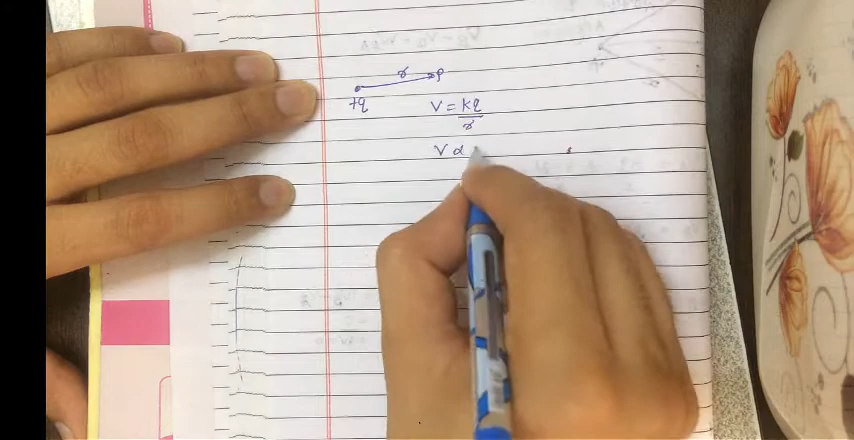 r P
+q
V = kq/r
V α